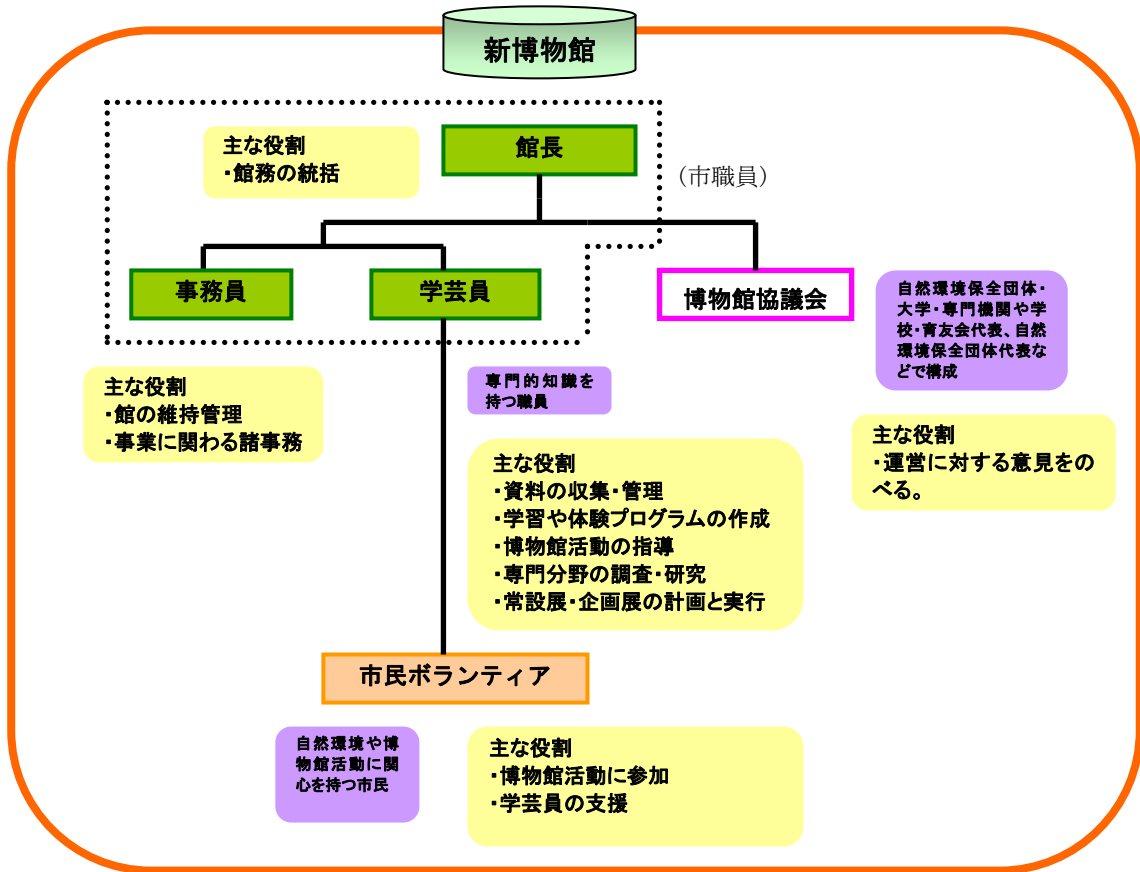 新博物館
主な役割
・館務の統括
館長
（市職員）
事務員
学芸員
博物館協議会
自然環境保全団体・
大学・専門機関や学
校・育友会代表、自然
環境保全団体代表な
どで構成
主な役割
・館の維持管理
・事業に関わる諸事務
専門的知識を
持つ職員
主な役割
・運営に対する意見をの
べる。
主な役割
・資料の収集・管理
・学習や体験プログラムの作成
・博物館活動の指導
・専門分野の調査・研究
・常設展・企画展の計画と実行
市民ボランティア
自然環境や博
物館活動に関
心を持つ市民
主な役割
・博物館活動に参加
・学芸員の支援